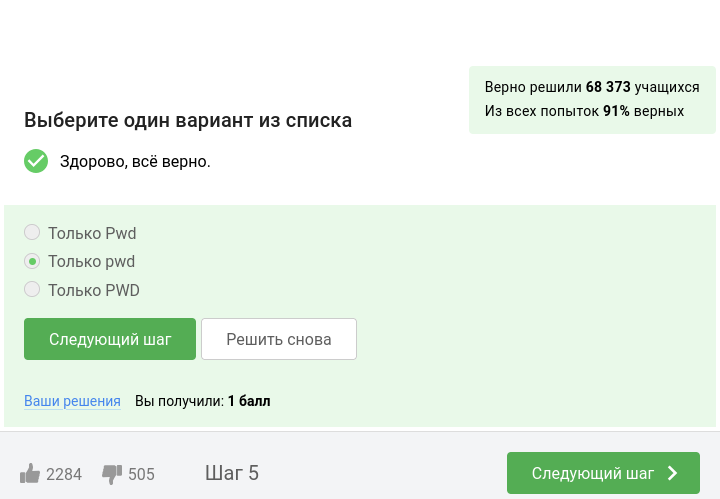 Верно решили 68 373 учащихся
Из всех попыток 91% верных
Выберите один вариант из списка
Здорово, всё верно.
Только Pwd
Только pwd
Только PWD
Следующий шаг
Решить снова
Ваши решения Вы получили: 1 балл
2284 505 Шаг 5 Следующий шаг